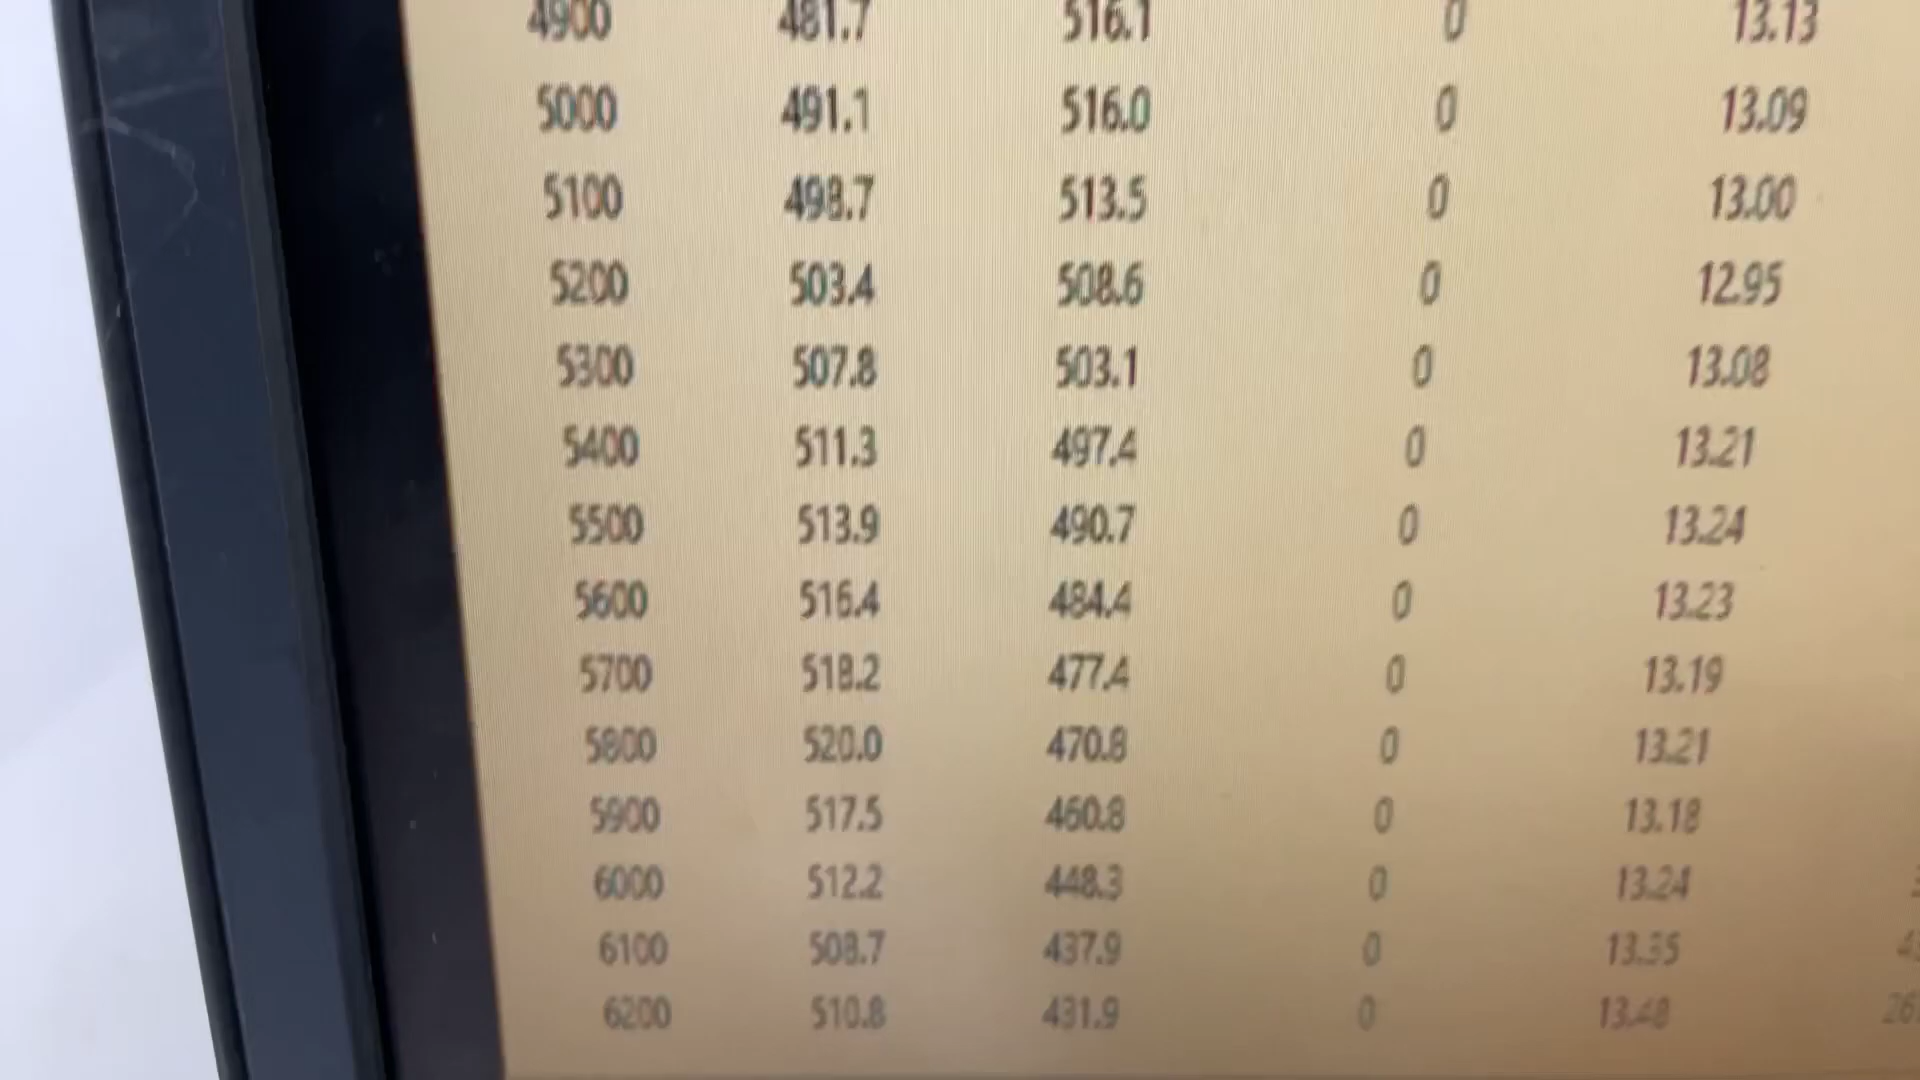 4900 481.7 516.1 0 13.13
5000 491.1 516.0 0 13.09
5100 498.7 513.5 0 13.00
5200 503.4 508.6 0 12.95
5300 507.8 503.1 0 13.08
5400 511.3 497.4 0 13.21
5500 513.9 490.7 0 13.24
5600 516.4 484.4 0 13.23
5700 518.2 477.4 0 13.19
5800 520.0 470.8 0 13.21
5900 517.5 460.8 0 13.18
6000 512.2 448.3 0 13.24
6100 508.7 437.9 0 13.35
6200 510.8 431.9 0 13.48